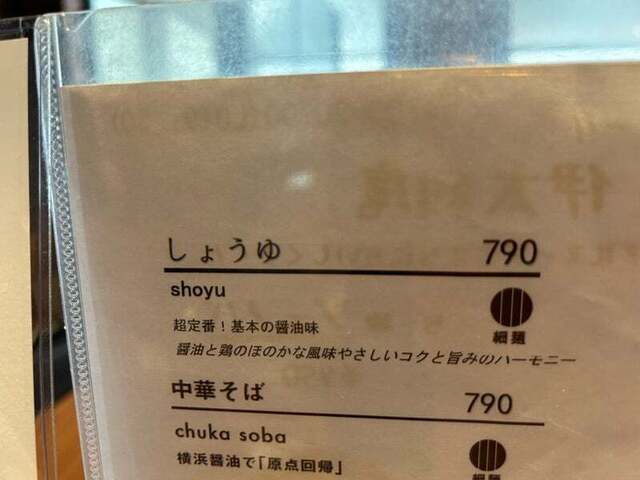 しょうゆ 790
shoyu
細麺
超定番！基本の醤油味
醤油と鶏のほのかな風味やさしいコクと旨みのハーモニー
中華そば 790
chuka soba
横浜醤油で「原点回帰」